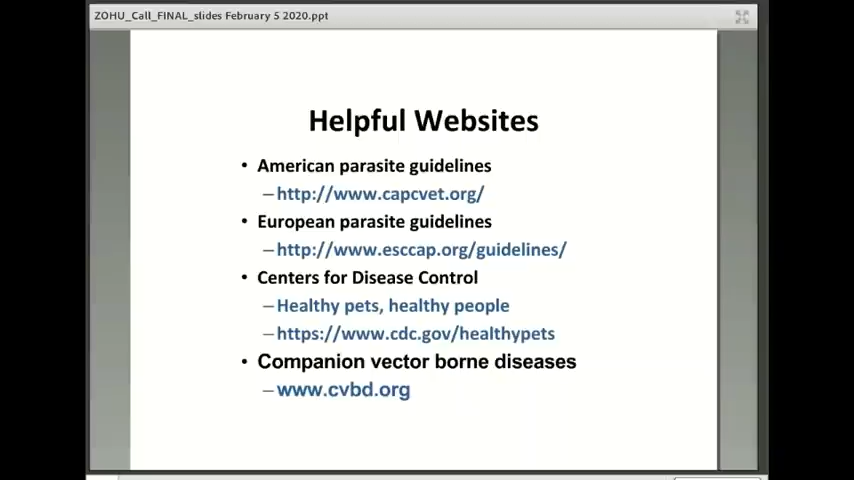 ZOHU_Call_FINAL_slides February 5 2020.ppt
Helpful Websites
• American parasite guidelines
–http://www.capcvet.org/
• European parasite guidelines
–http://www.esccap.org/guidelines/
• Centers for Disease Control
–Healthy pets, healthy people
–https://www.cdc.gov/healthypets
• Companion vector borne diseases
–www.cvbd.org